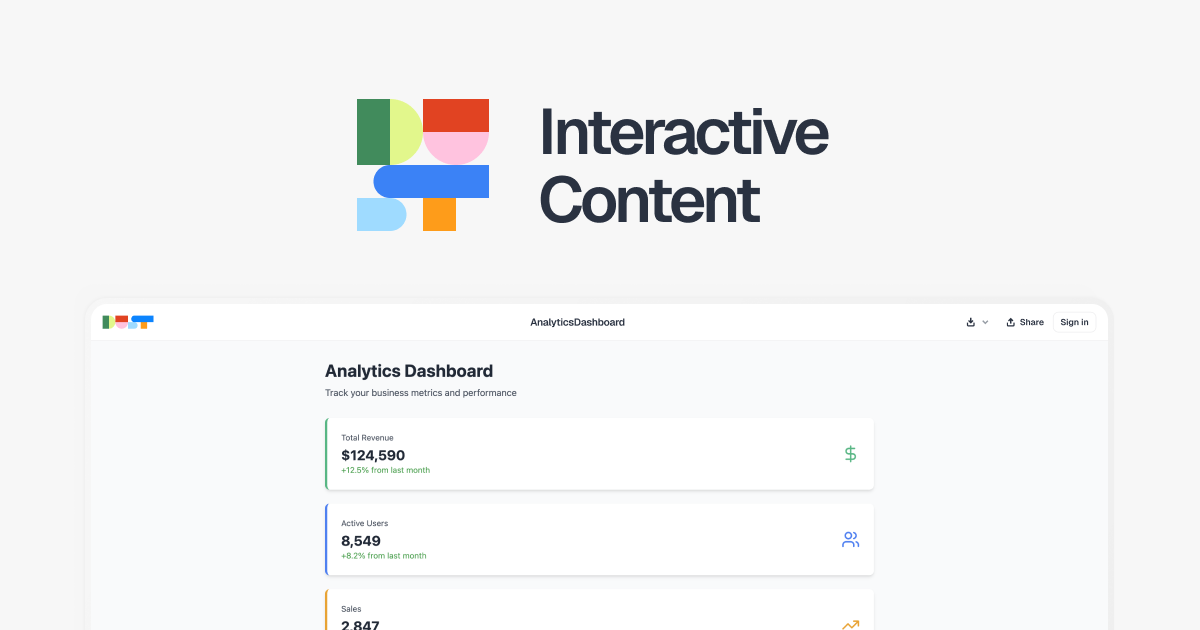 Interactive
Content
AnalyticsDashboard
Share
Sign in
Analytics Dashboard
Track your business metrics and performance
Total Revenue
$124,590
+12.5% from last month
Active Users
8,549
+8.2% from last month
Sales
2,847